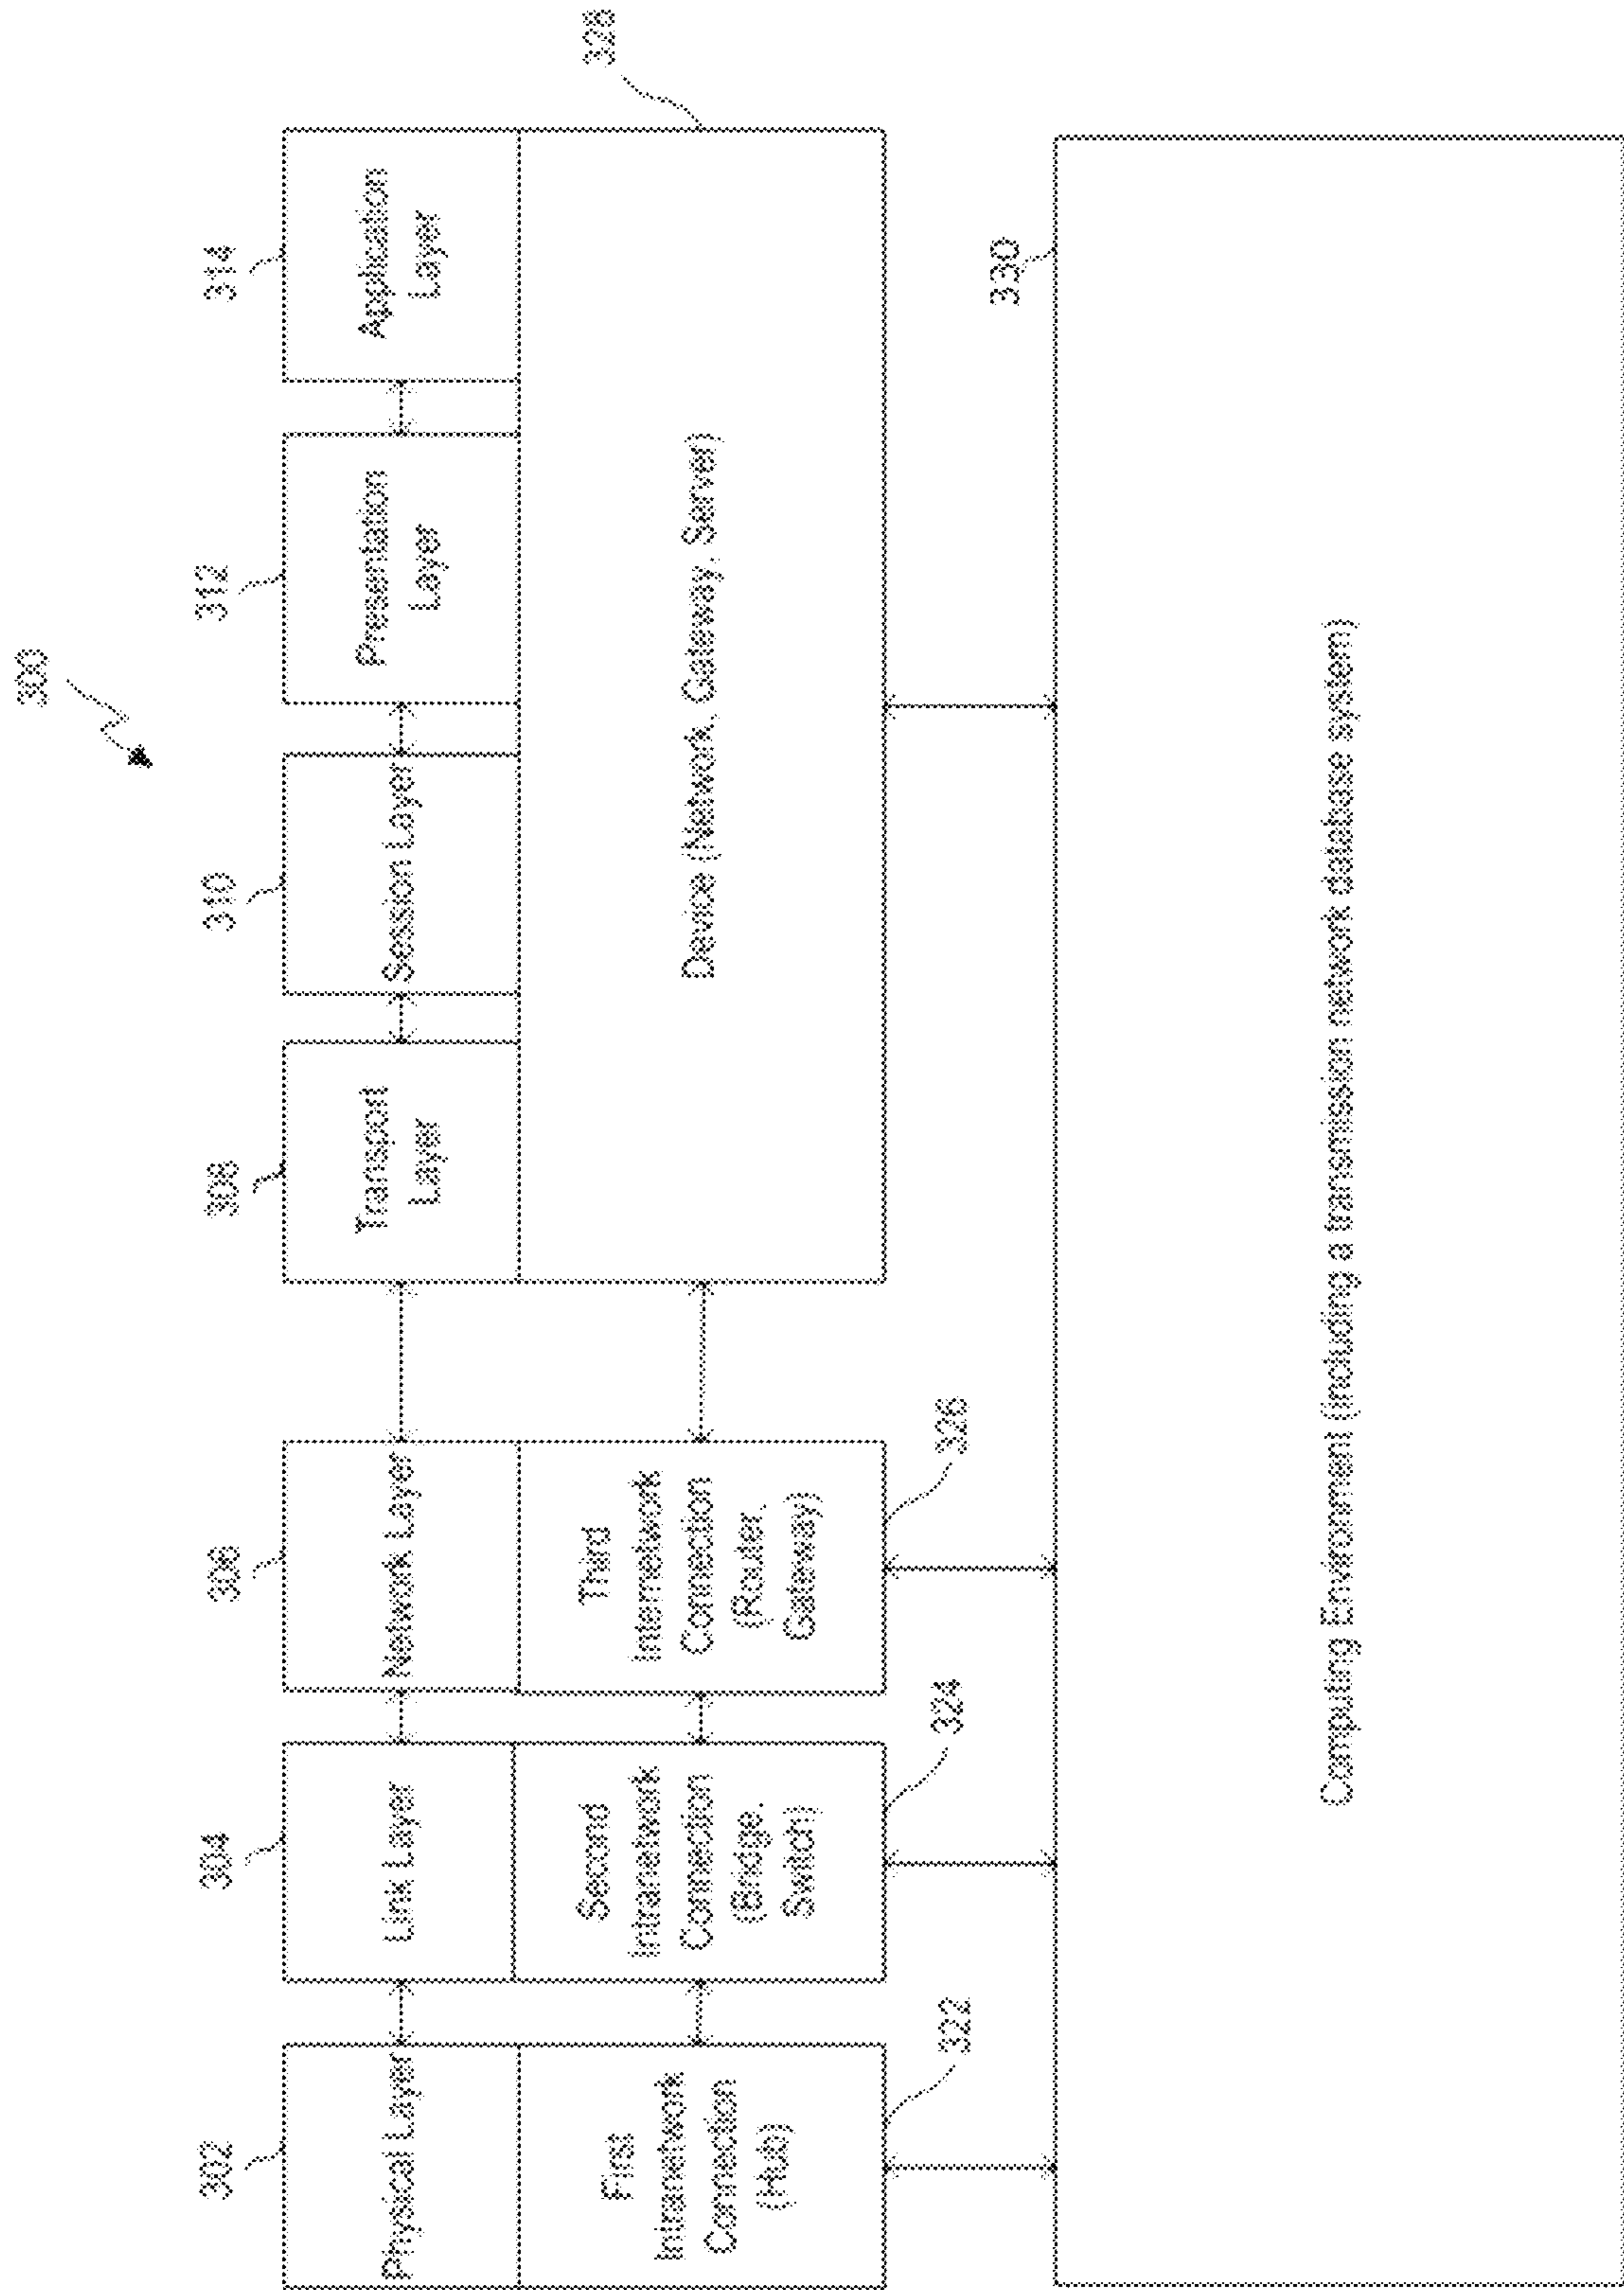 300
302
304
306
308
310
312
314
Physical Layer
Link Layer
Network Layer
Transport
Layer
Session Layer
Presentation
Layer
Application
Layer
First
Intranetwork
Connection
(Hub)
Second
Intranetwork
Connection
(Bridge,
Switch)
Third
Internetwork
Connection
(Router,
Gateway)
Device (Network, Gateway, Server)
328
322
324
326
330
Computing Environment (including a transmission network database system)